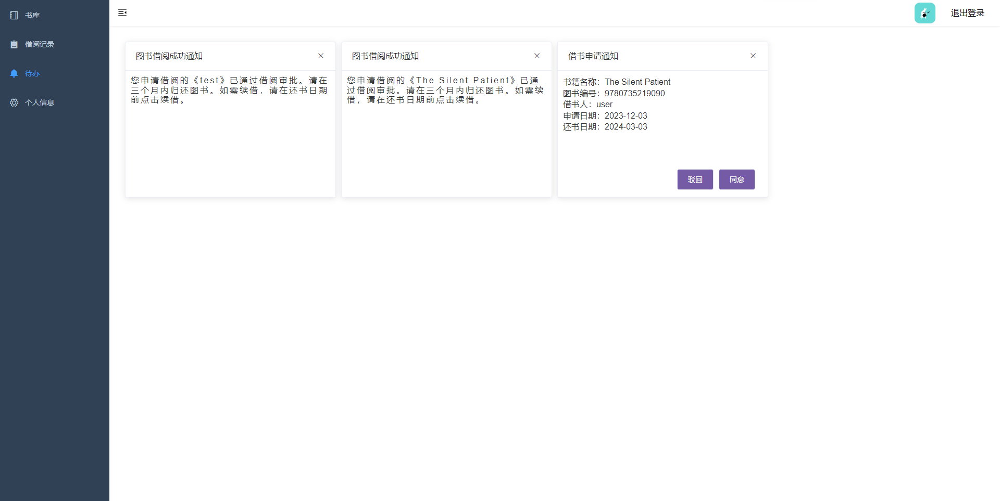 书库
借阅记录
待办
个人信息
退出登录
图书借阅成功通知
您申请借阅的《test》已通过借阅审批。请在
三个月内归还图书。如需续借，请在还书日期
前点击续借。
图书借阅成功通知
您申请借阅的《The Silent Patient》已通
过借阅审批。请在三个月内归还图书。如需续
借，请在还书日期前点击续借。
借书申请通知
书籍名称：The Silent Patient
图书编号：9780735219090
借书人：user
申请日期：2023-12-03
还书日期：2024-03-03
驳回
同意